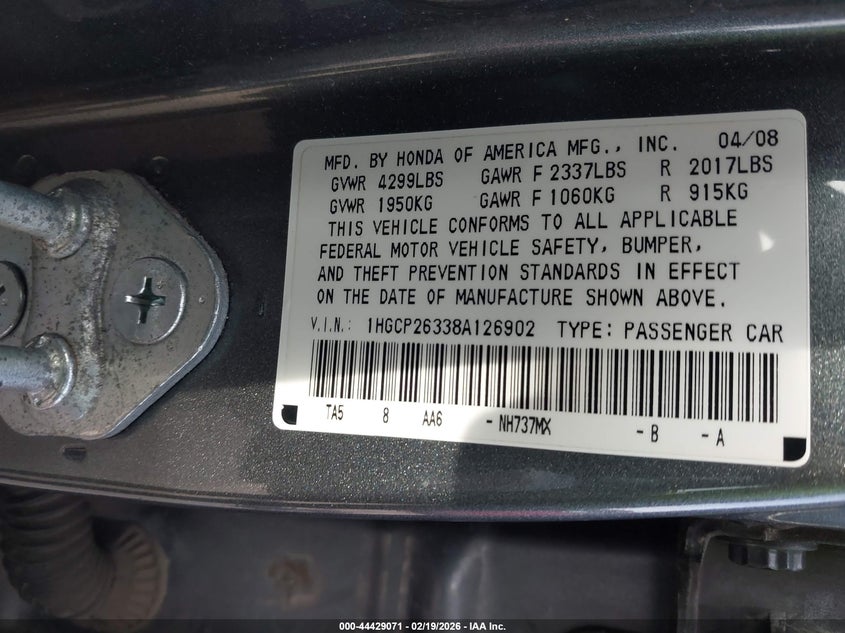 MFD. BY HONDA OF AMERICA MFG., INC. 04/08
GVWR 4299LBS GAWR F 2337LBS R 2017LBS
GVWR 1950KG GAWR F 1060KG R 915KG
THIS VEHICLE CONFORMS TO ALL APPLICABLE
FEDERAL MOTOR VEHICLE SAFETY, BUMPER,
AND THEFT PREVENTION STANDARDS IN EFFECT
ON THE DATE OF MANUFACTURE SHOWN ABOVE.
V.I.N.: 1HGCP26338A126902 TYPE: PASSENGER CAR
TA5 8 AA6 - NH737MX - B - A
000-44429071 - 02/19/2026 - IAA Inc.